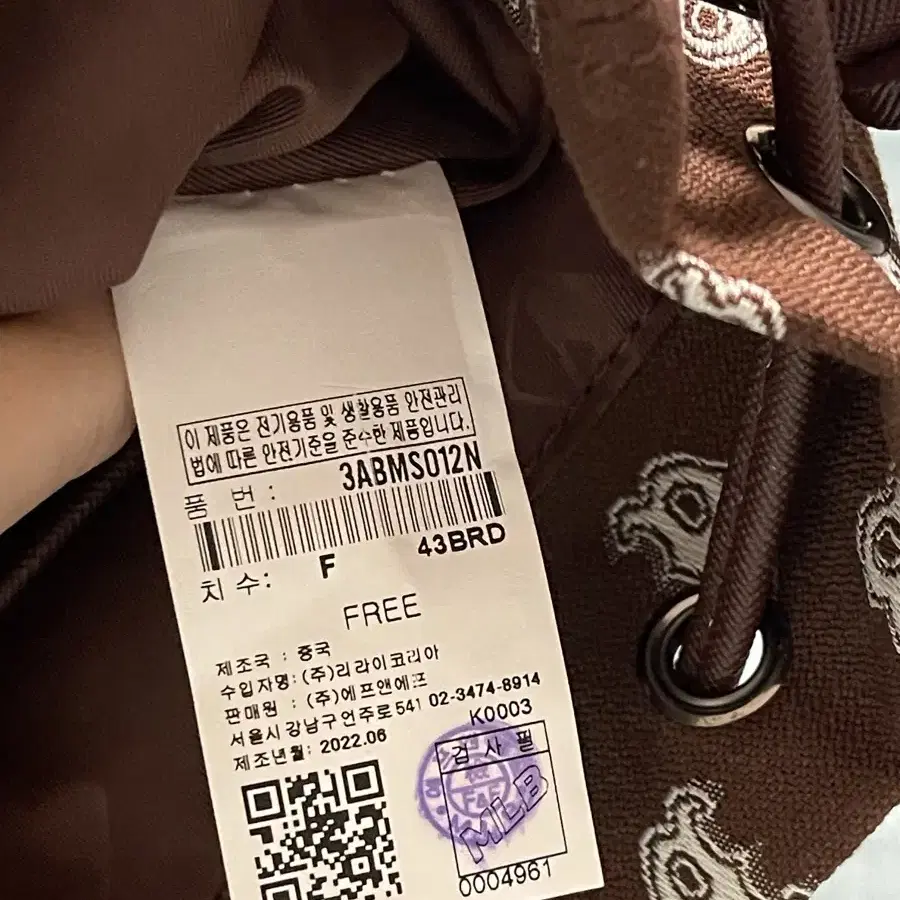 이 제품은 전기용품 및 생활용품 안전관리
법에 따른 안전기준을 준수한 제품입니다.
품 번 : 3ABMS012N
43BRD
치 수: F
FREE
제조국 : 중국
수입자명: (주)리라이코리아
판매원 : (주)에프앤에프
서울시 강남구 언주로 541 02-3474-8914
제조년월: 2022.06
K0003
검 사 필
F&F
MLB
0004961